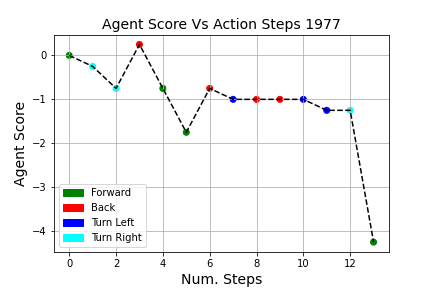 Agent Score Vs Action Steps 1977
Agent Score
0
−1
−2
−3
−4
Forward
Back
Turn Left
Turn Right
0 2 4 6 8 10 12
Num. Steps